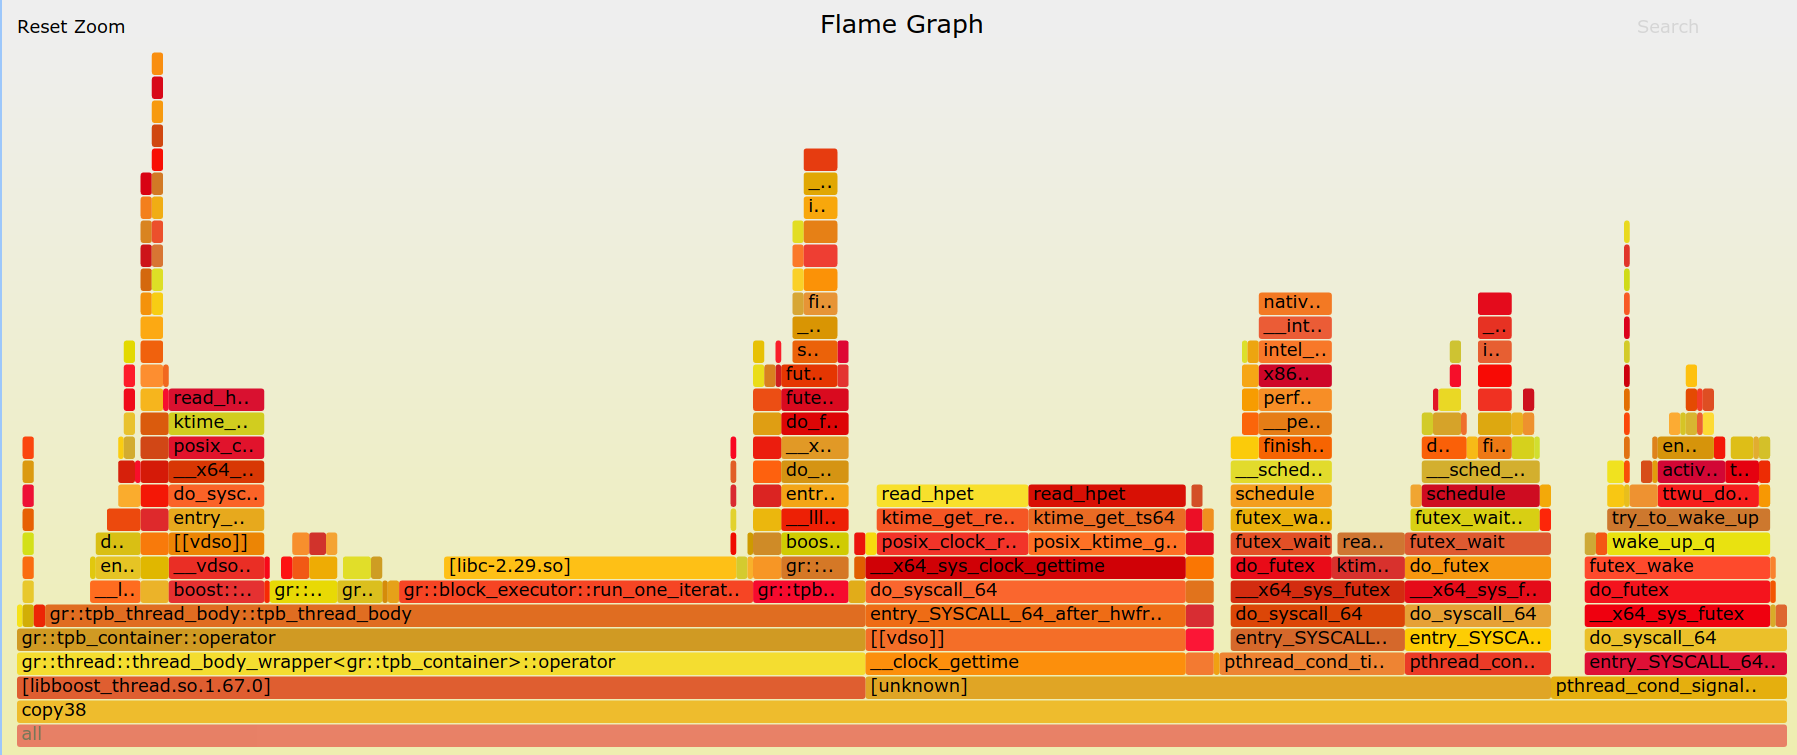 Reset Zoom
Flame Graph
Search
_..
i..
fi..
nativ..
_..
__int..
_..
s..
intel_..
i..
fut..
x86..
read_h..
fute..
perf..
ktime_..
do_f..
__pe..
posix_c..
__x..
finish..
d..
fi..
en..
__x64_..
do_..
__sched..
__sched_..
activ..
t..
do_sysc..
entr..
read_hpet
read_hpet
schedule
schedule
ttwu_do..
entry_..
__lll..
ktime_get_re..
ktime_get_ts64
futex_wa..
futex_wait..
try_to_wake_up
d..
[[vdso]]
boos..
posix_clock_r..
posix_ktime_g..
futex_wait
rea..
futex_wait
wake_up_q
en..
__vdso..
[libc-2.29.so]
gr::..
__x64_sys_clock_gettime
do_futex
ktim..
do_futex
futex_wake
__l..
boost::..
gr::..
gr..
gr::block_executor::run_one_iterat..
gr::tpb..
do_syscall_64
__x64_sys_futex
__x64_sys_f..
do_futex
gr::tpb_thread_body::tpb_thread_body
entry_SYSCALL_64_after_hwfr..
do_syscall_64
do_syscall_64
__x64_sys_futex
gr::tpb_container::operator
[[vdso]]
entry_SYSCALL..
entry_SYSCA..
do_syscall_64
gr::thread::thread_body_wrapper<gr::tpb_container>::operator
__clock_gettime
pthread_cond_ti..
pthread_con..
entry_SYSCALL_64..
[libboost_thread.so.1.67.0]
[unknown]
pthread_cond_signal..
copy38
all